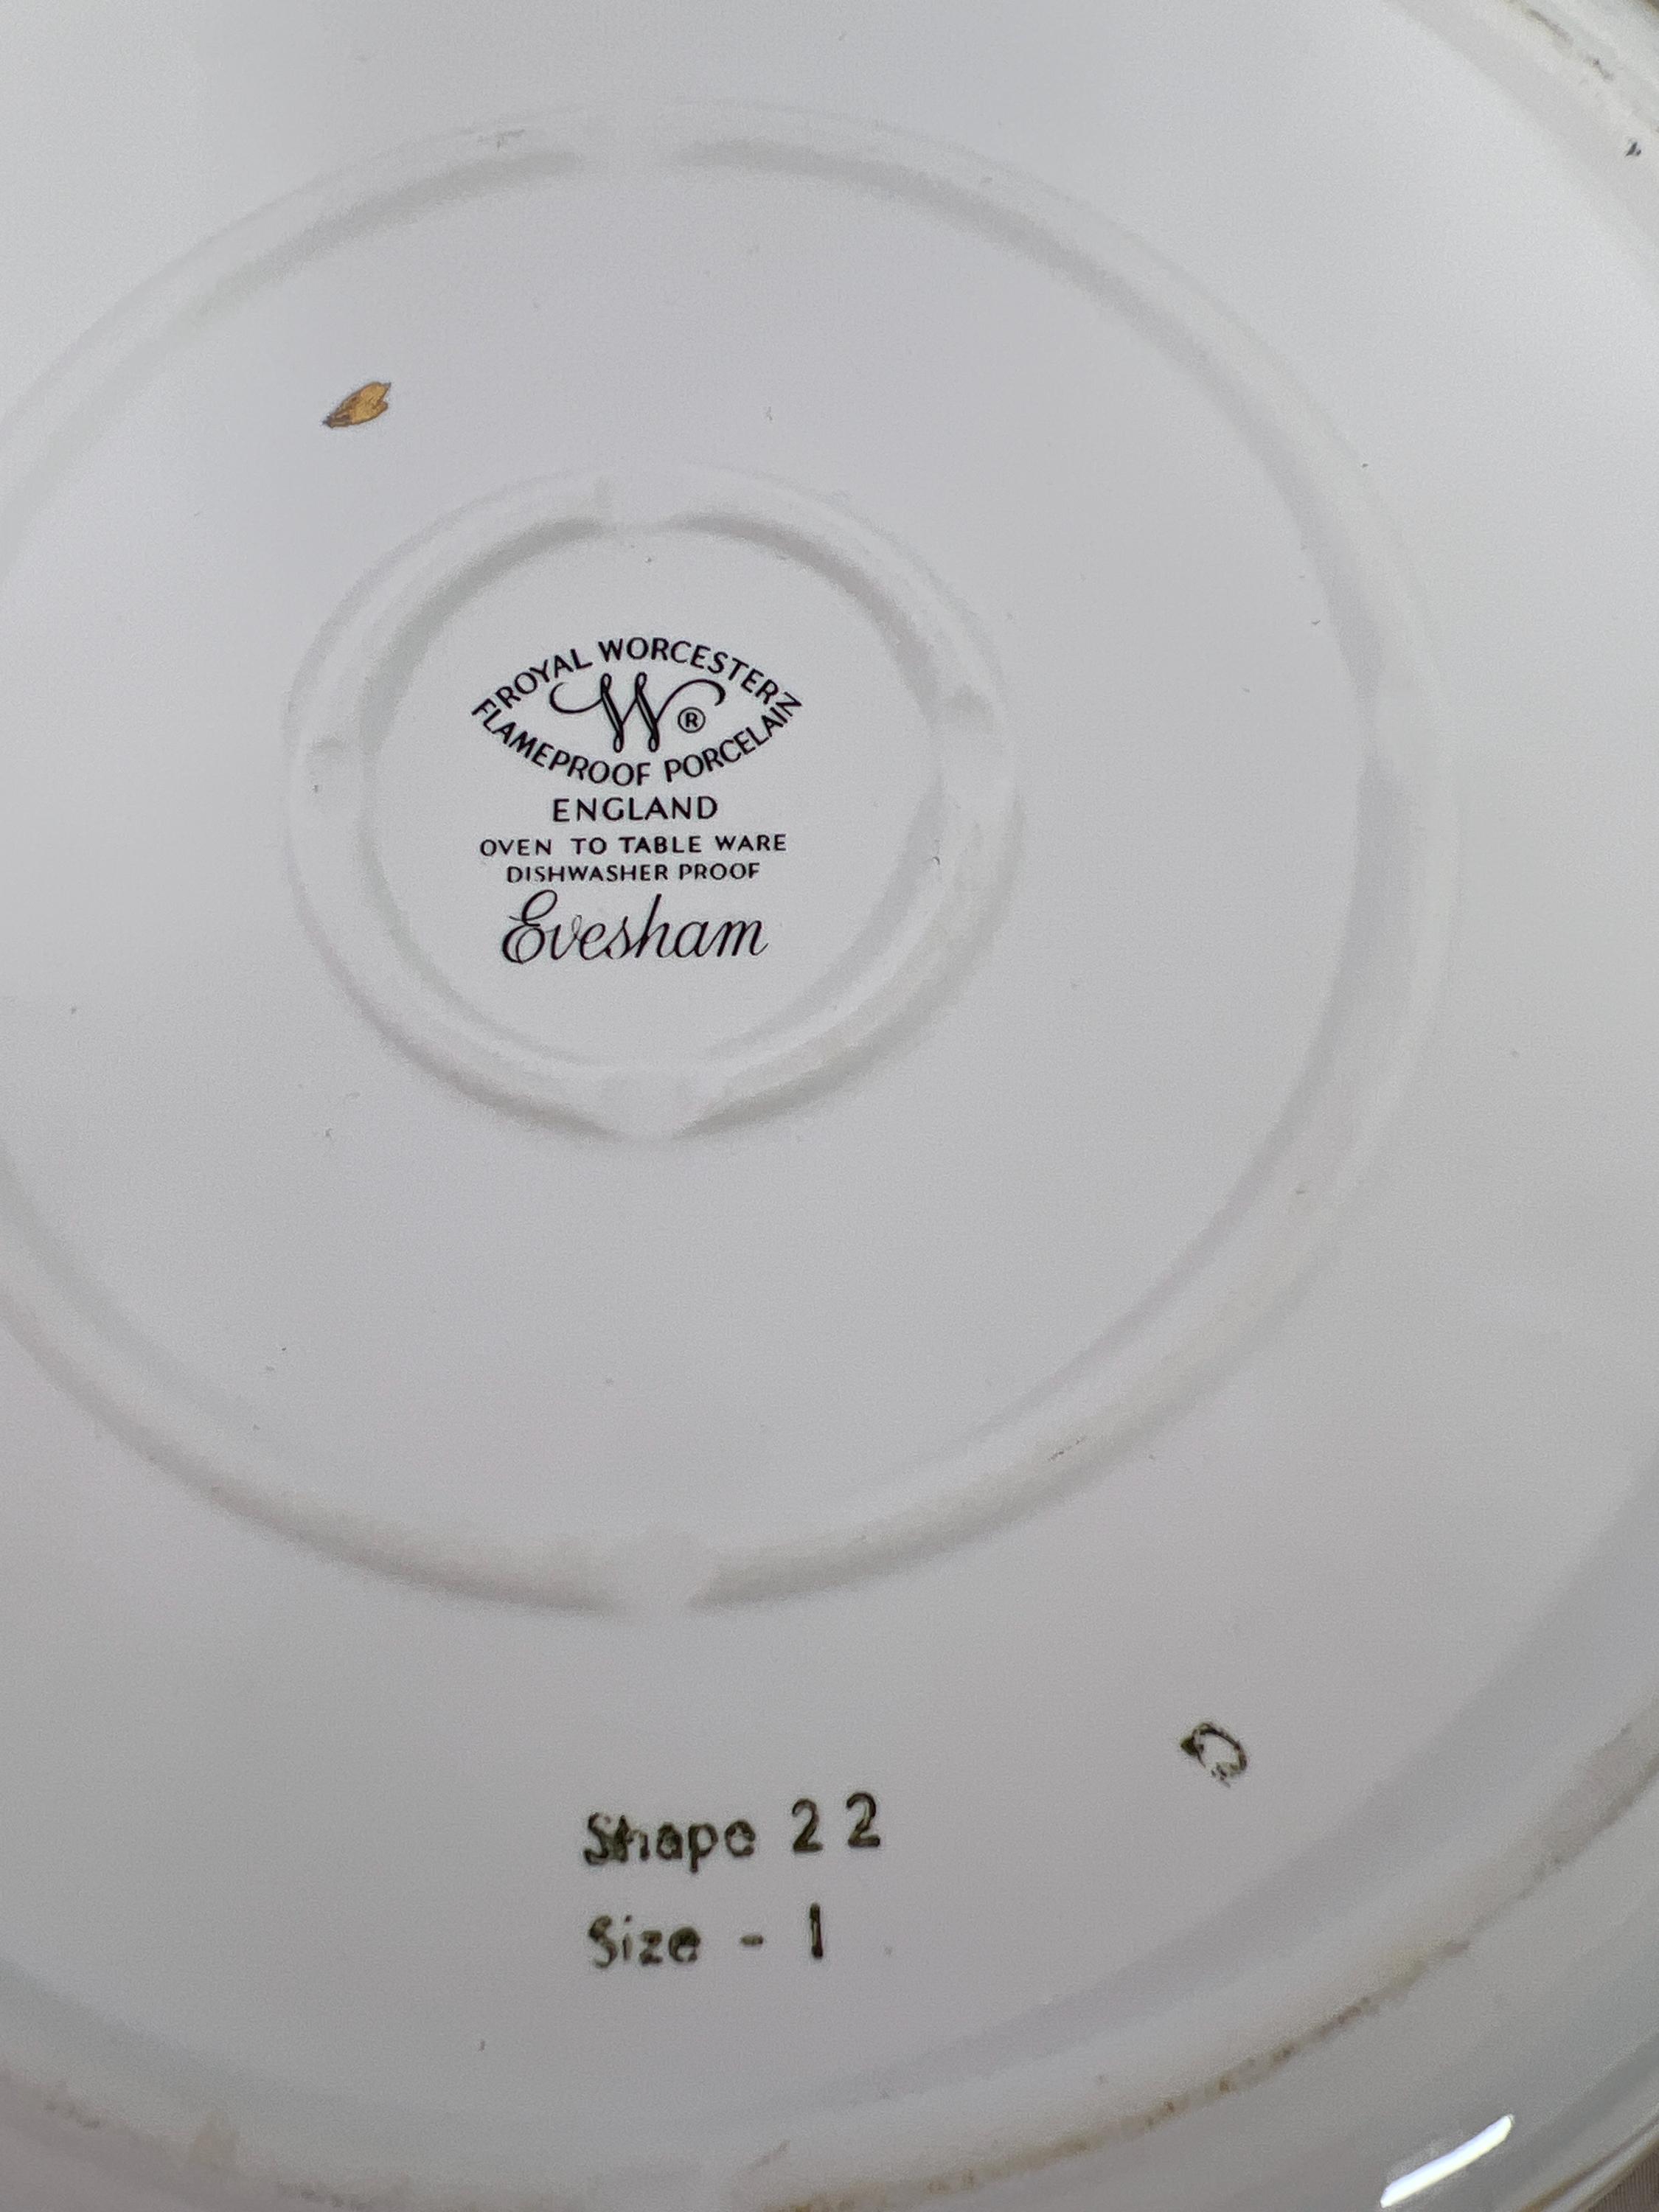 ROYAL WORCESTER
W®
FLAMEPROOF PORCELAIN
ENGLAND
OVEN TO TABLE WARE
DISHWASHER PROOF
Evesham
Shape 22
Size - 1